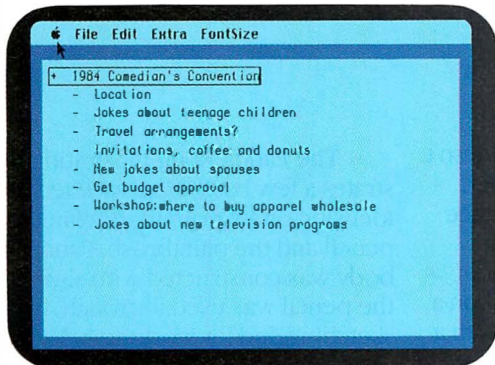 File Edit Extra FontSize
+ 1984 Comedian's Convention
- Location
- Jokes about teenage children
- Travel arrangements?
- Invitations, coffee and donuts
- New jokes about spouses
- Get budget approval
- Workshop:where to buy apparel wholesale
- Jokes about new television programs